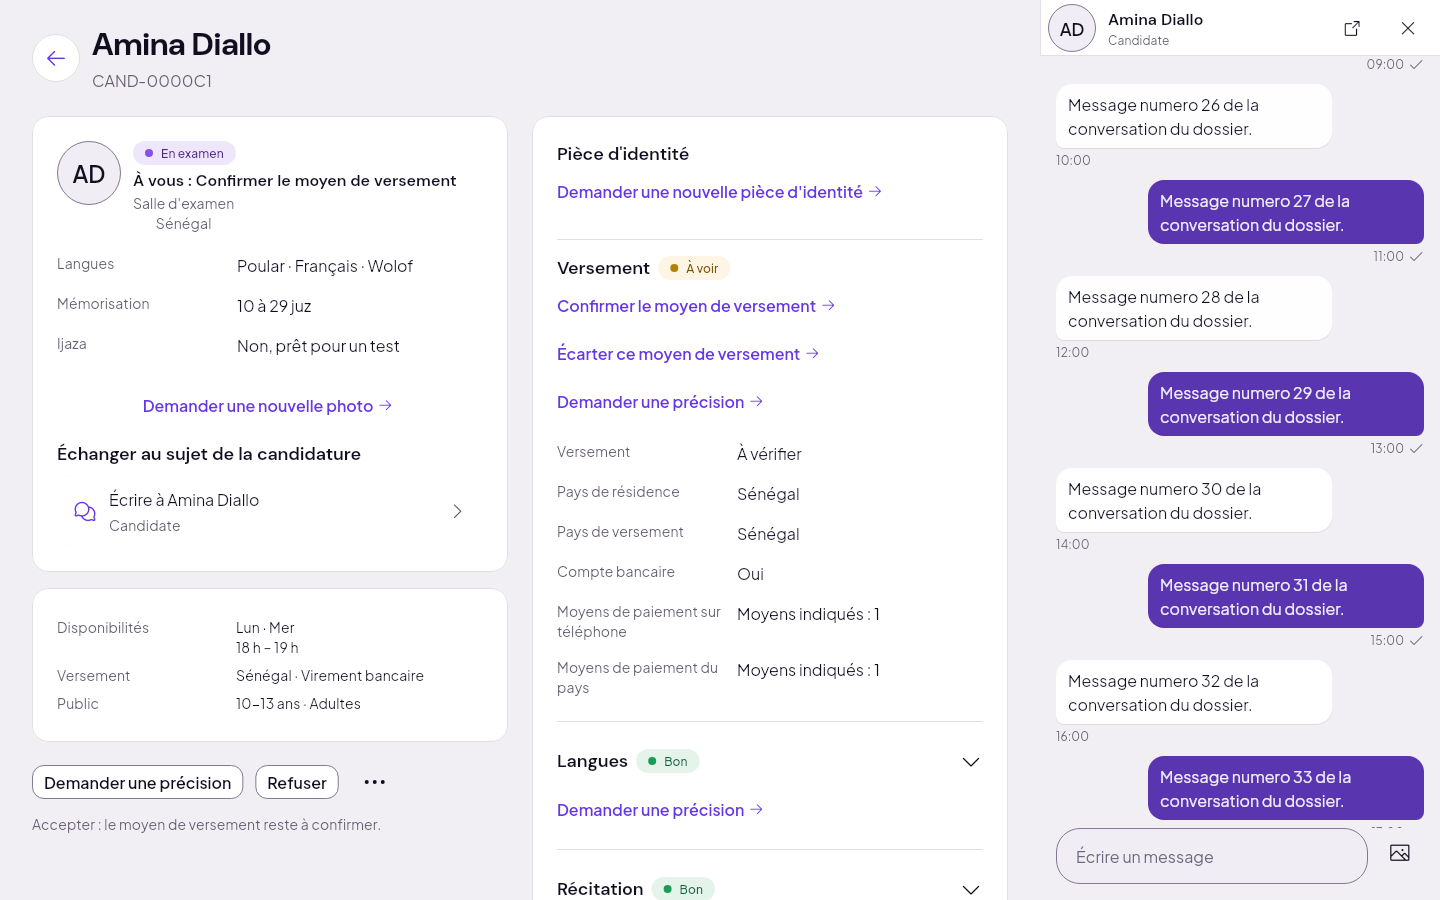 Amina Diallo
CAND-0000C1
AD
En examen
À vous : Confirmer le moyen de versement
Salle d'examen
Sénégal
Langues
Poular · Français · Wolof
Mémorisation
10 à 29 juz
Ijaza
Non, prêt pour un test
Demander une nouvelle photo →
Échanger au sujet de la candidature
Écrire à Amina Diallo
Candidate
Disponibilités
Lun · Mer
18 h – 19 h
Versement
Sénégal · Virement bancaire
Public
10–13 ans · Adultes
Demander une précision
Refuser
Accepter : le moyen de versement reste à confirmer.
Pièce d'identité
Demander une nouvelle pièce d'identité →
Versement
À voir
Confirmer le moyen de versement →
Écarter ce moyen de versement →
Demander une précision →
Versement
À vérifier
Pays de résidence
Sénégal
Pays de versement
Sénégal
Compte bancaire
Oui
Moyens de paiement sur
téléphone
Moyens indiqués : 1
Moyens de paiement du
pays
Moyens indiqués : 1
Langues
Bon
Demander une précision →
Récitation
Bon
AD
Amina Diallo
Candidate
09:00
Message numero 26 de la
conversation du dossier.
10:00
Message numero 27 de la
conversation du dossier.
11:00
Message numero 28 de la
conversation du dossier.
12:00
Message numero 29 de la
conversation du dossier.
13:00
Message numero 30 de la
conversation du dossier.
14:00
Message numero 31 de la
conversation du dossier.
15:00
Message numero 32 de la
conversation du dossier.
16:00
Message numero 33 de la
conversation du dossier.
Écrire un message